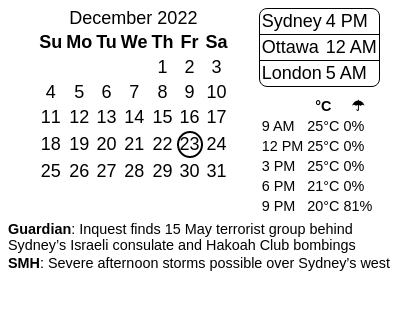 December 2022
Su Mo Tu We Th Fr Sa
1 2 3
4 5 6 7 8 9 10
11 12 13 14 15 16 17
18 19 20 21 22 23 24
25 26 27 28 29 30 31
Sydney 4 PM
Ottawa 12 AM
London 5 AM
°C ☂
9 AM 25°C 0%
12 PM 25°C 0%
3 PM 25°C 0%
6 PM 21°C 0%
9 PM 20°C 81%
Guardian: Inquest finds 15 May terrorist group behind
Sydney's Israeli consulate and Hakoah Club bombings
SMH: Severe afternoon storms possible over Sydney's west